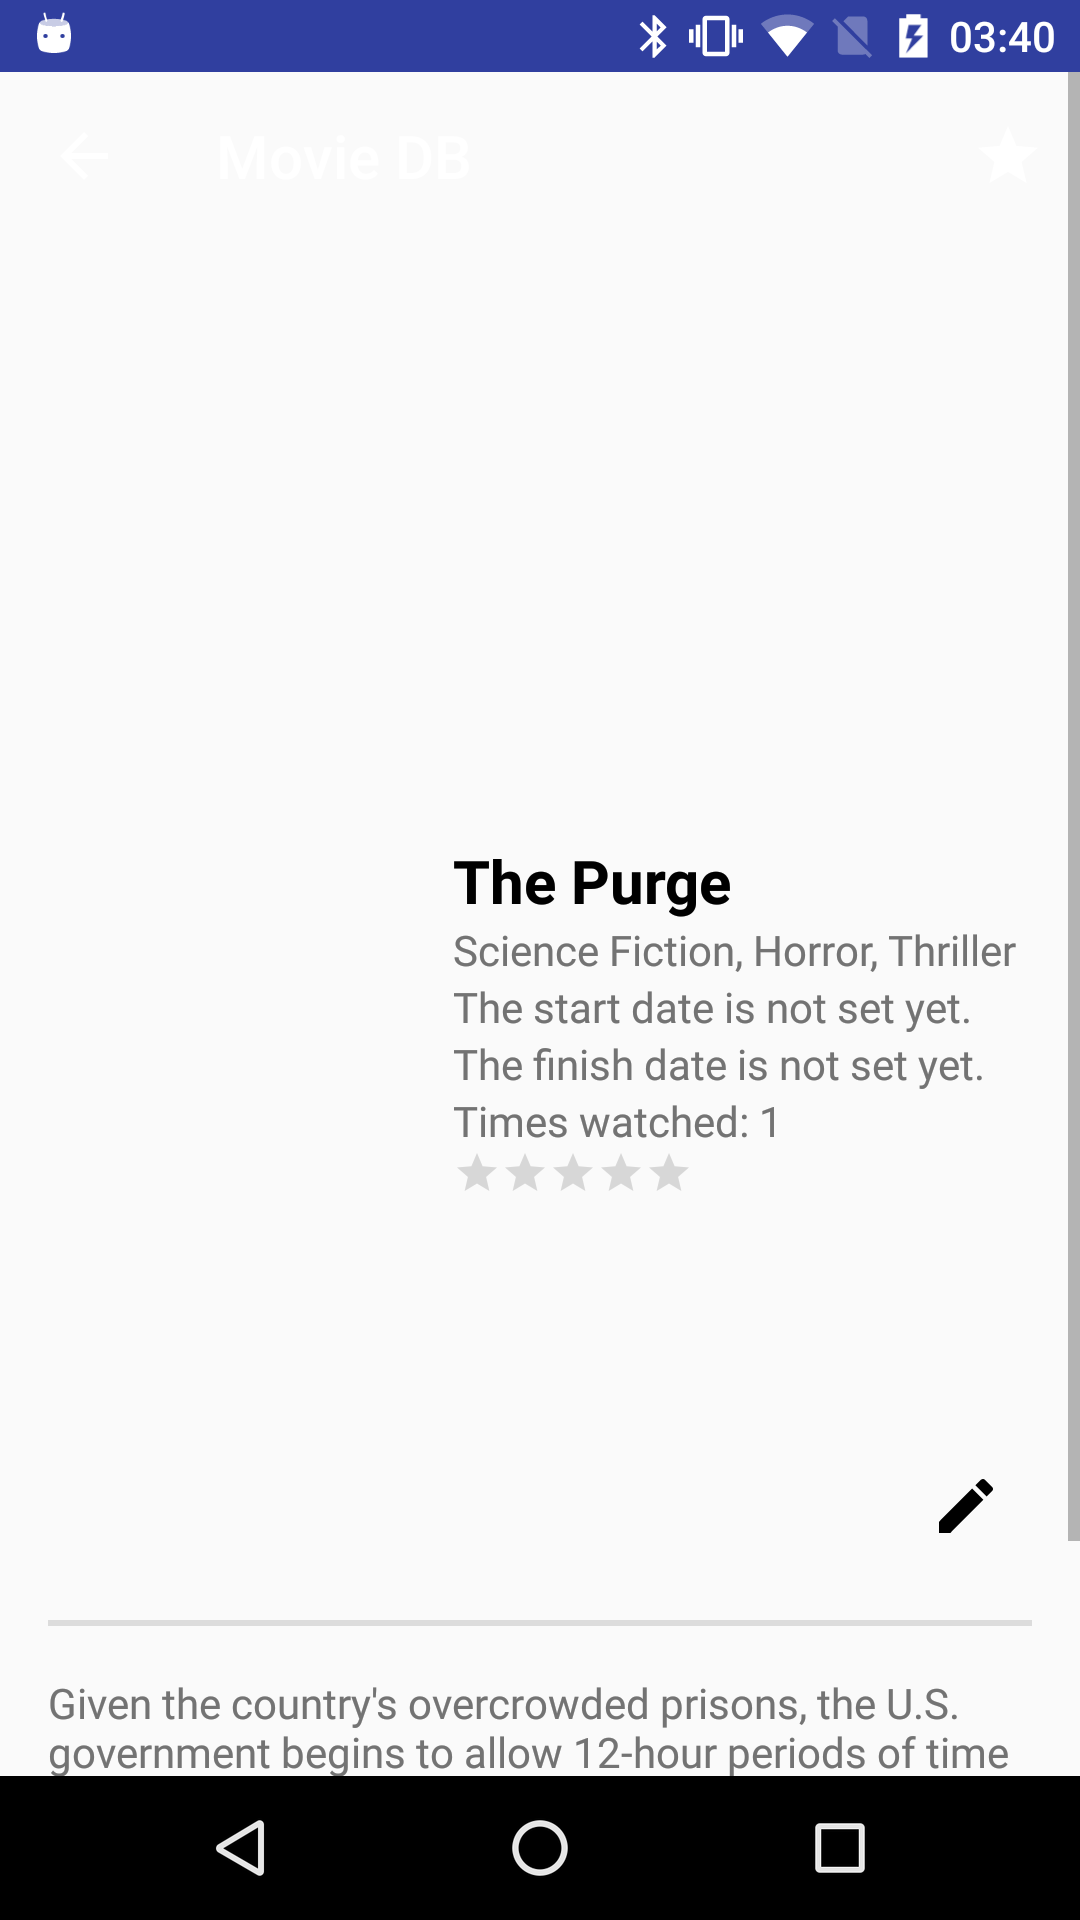 03:40
Movie DB
The Purge
Science Fiction, Horror, Thriller
The start date is not set yet.
The finish date is not set yet.
Times watched: 1
Given the country's overcrowded prisons, the U.S.
government begins to allow 12-hour periods of time